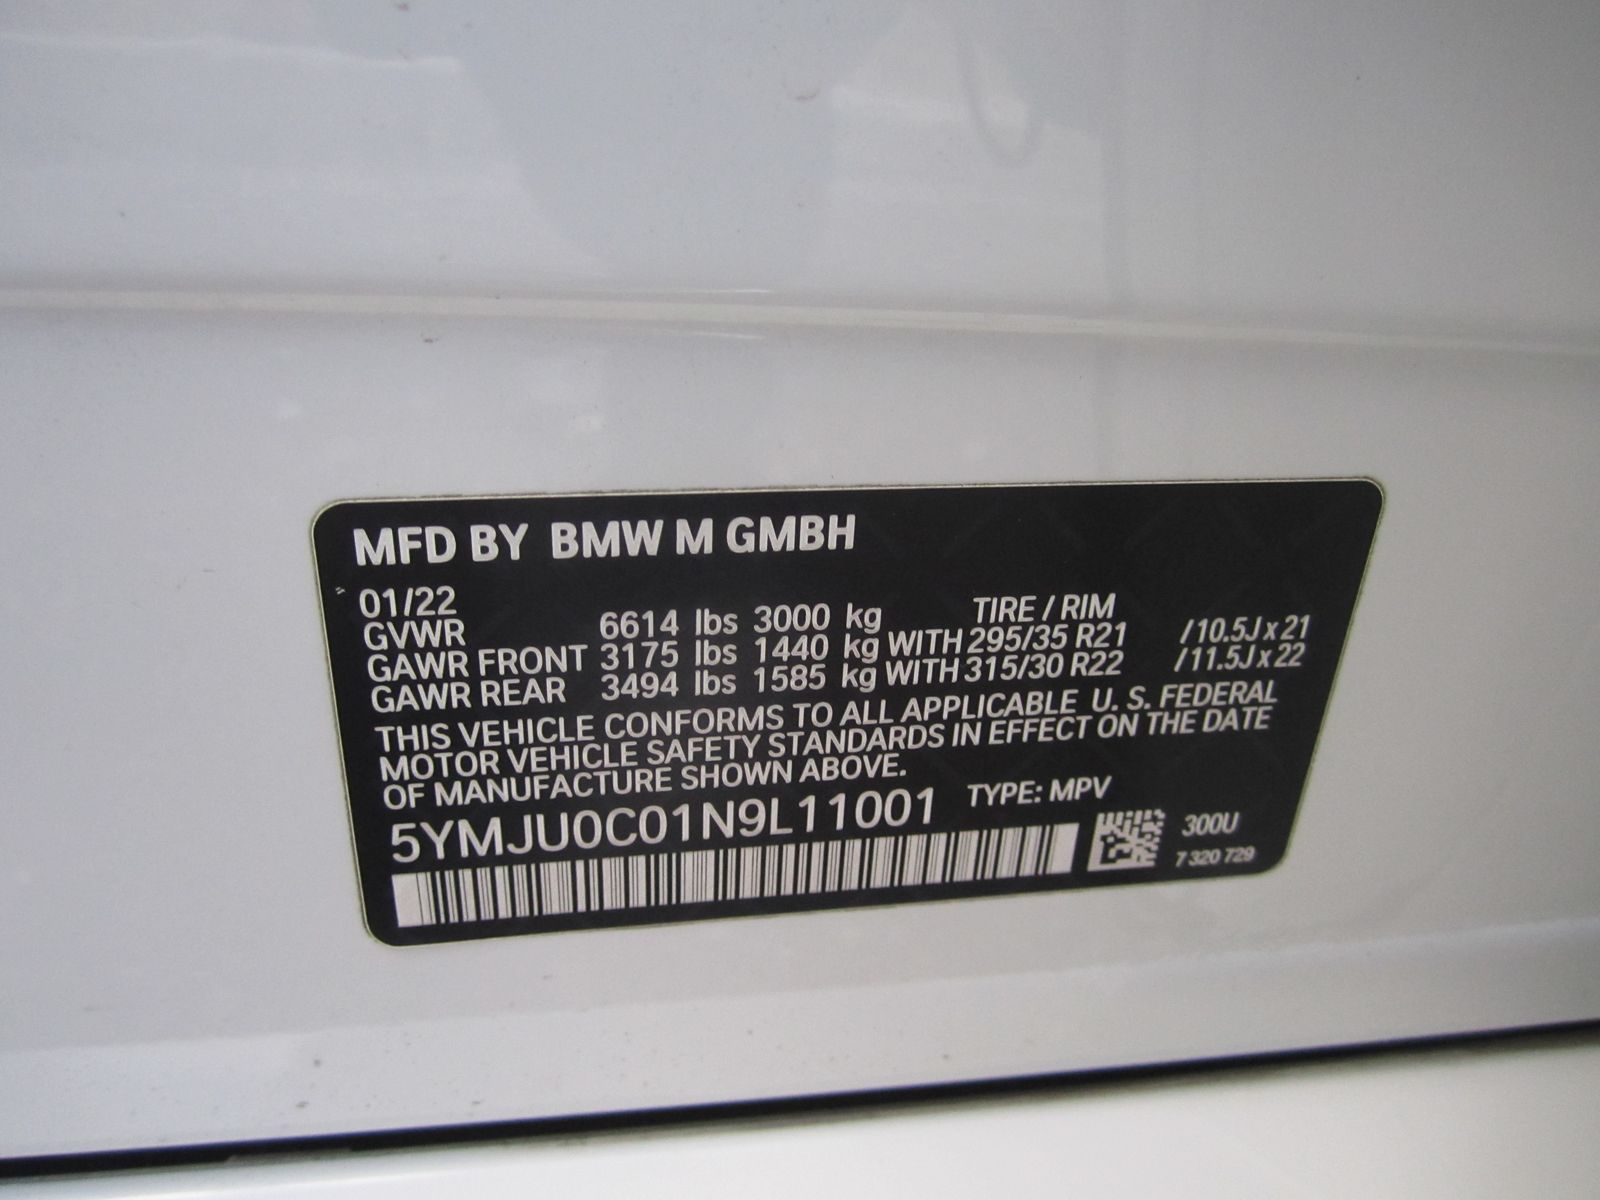 MFD BY BMW M GMBH
01/22 TIRE / RIM
GVWR 6614 lbs 3000 kg
GAWR FRONT 3175 lbs 1440 kg WITH 295/35 R21 /10.5J x 21
GAWR REAR 3494 lbs 1585 kg WITH 315/30 R22 /11.5J x 22
THIS VEHICLE CONFORMS TO ALL APPLICABLE U. S. FEDERAL
MOTOR VEHICLE SAFETY STANDARDS IN EFFECT ON THE DATE
OF MANUFACTURE SHOWN ABOVE.
5YMJU0C01N9L11001 TYPE: MPV
300U
7 320 729